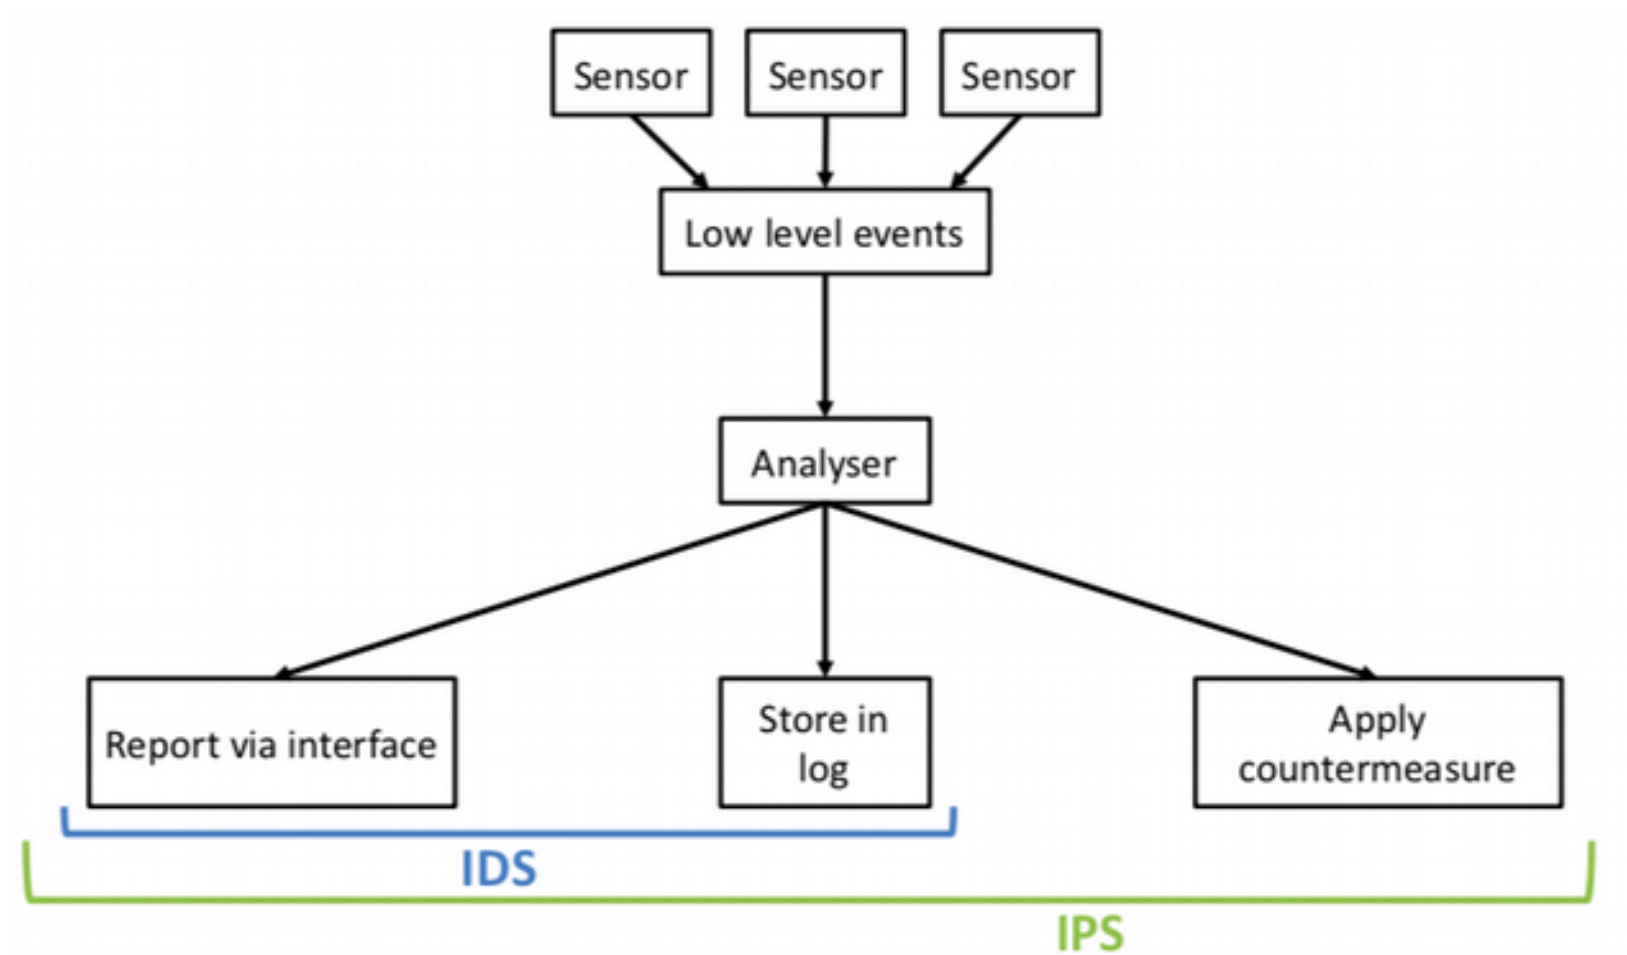 Sensor
Sensor
Sensor
Low level events
Analyser
Report via interface
Store in
log
Apply
countermeasure
IDS
IPS